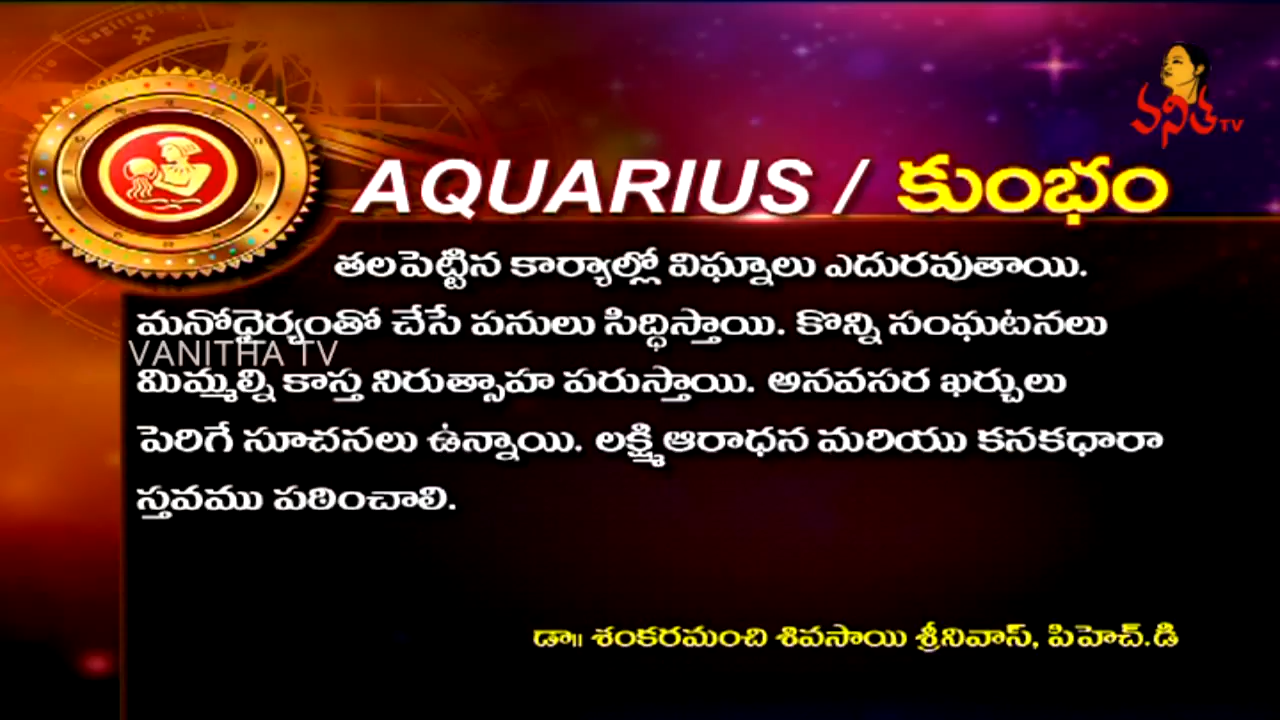 వనిత TV
AQUARIUS / కుంభం
తలపెట్టిన కార్యాల్లో విఘ్నాలు ఎదురవుతాయి.
మనోధైర్యంతో చేసే పనులు సిద్ధిస్తాయి. కొన్ని సంఘటనలు
VANITHA TV
మిమ్మల్ని కాస్త నిరుత్సాహ పరుస్తాయి. అనవసర ఖర్చులు
పెరిగే సూచనలు ఉన్నాయి. లక్ష్మి ఆరాధన మరియు కనకధారా
స్తవము పఠించాలి.
డా॥ శంకరమంచి శివసాయి శ్రీనివాస్, పిహెచ్.డి